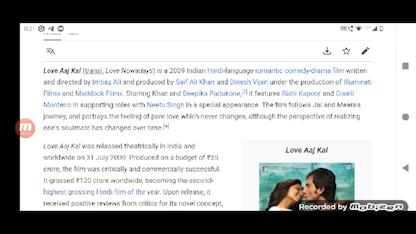 8:21
Love Aaj Kal (transl. Love Nowadays) is a 2009 Indian Hindi-language romantic comedy-drama film written
and directed by Imtiaz Ali and produced by Saif Ali Khan and Dinesh Vijan under the production of Illuminati
Films and Maddock Films. Starring Khan and Deepika Padukone,[3] it features Rishi Kapoor and Giselli
Monteiro in supporting roles with Neetu Singh in a special appearance. The film follows Jai and Meera's
journey, and portrays the feeling of pure love which never changes, although the perspective of realizing
one's soulmate has changed over time.[4]
Love Aaj Kal was released theatrically in India and
worldwide on 31 July 2009. Produced on a budget of ₹35
crore, the film was critically and commercially successful.
It grossed ₹120 crore worldwide, becoming the second-
highest grossing Hindi film of the year. Upon release, it
received positive reviews from critics for its novel concept,
Love Aaj Kal
Recorded by Mobizen